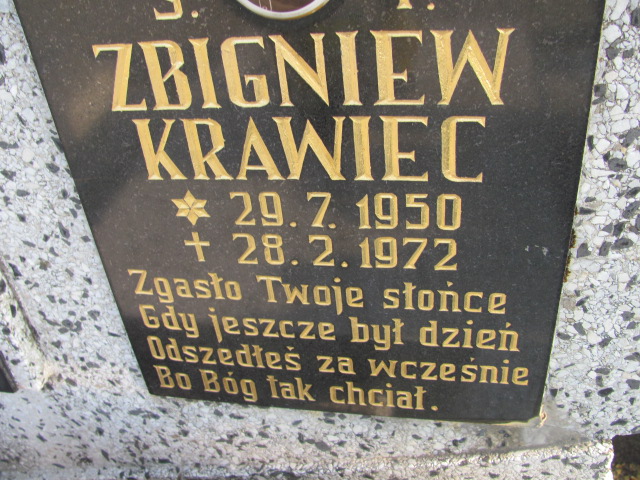 Ś. P.
ZBIGNIEW
KRAWIEC
* 29. 7. 1950
† 28. 2. 1972
Zgasło Twoje słońce
Gdy jeszcze był dzień
Odszedłeś za wcześnie
Bo Bóg tak chciał.